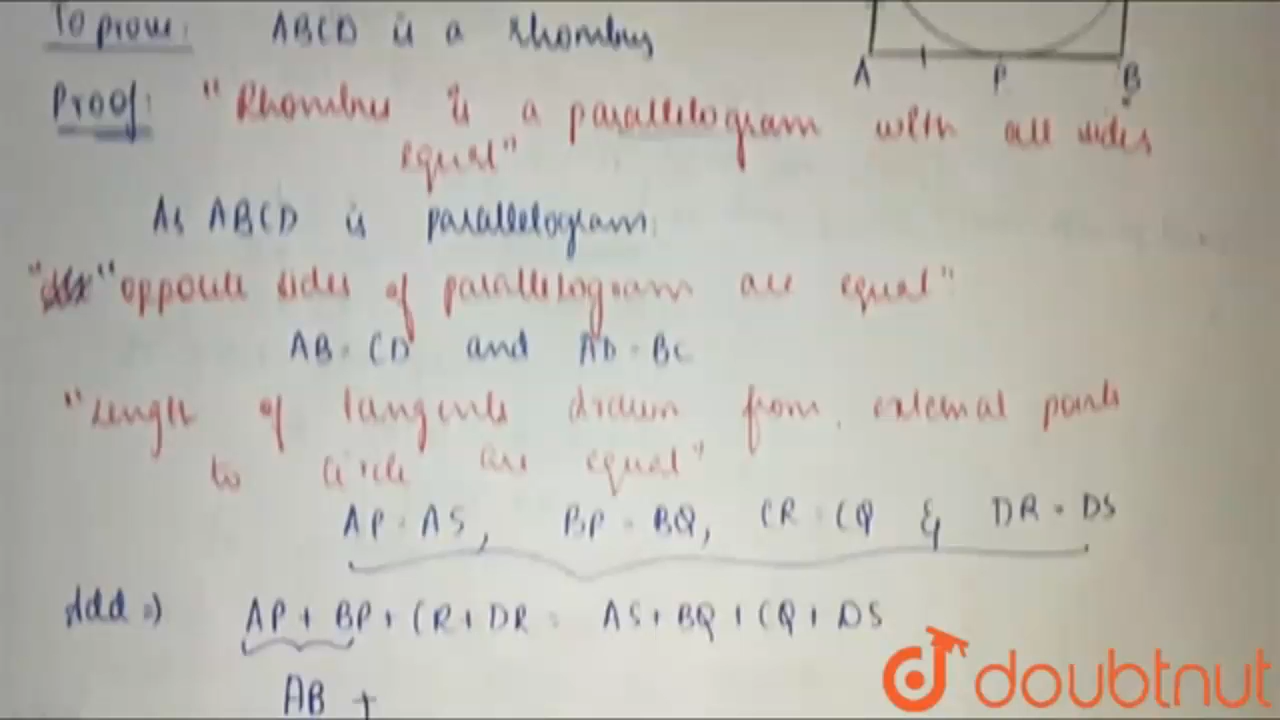 To prove: ABCD is a rhombus
A P B
Proof: "Rhombus is a parallelogram with all sides
equal"
As ABCD is parallelogram.
"opposite sides of parallelogram are equal"
AB = CD and AD = BC
"Length of tangents drawn from external points
to circle are equal"
AP = AS, BP = BQ, CR = CQ & DR = DS
Add ⇒) AP + BP + CR + DR = AS + BQ + CQ + DS
AB +
doubtnut